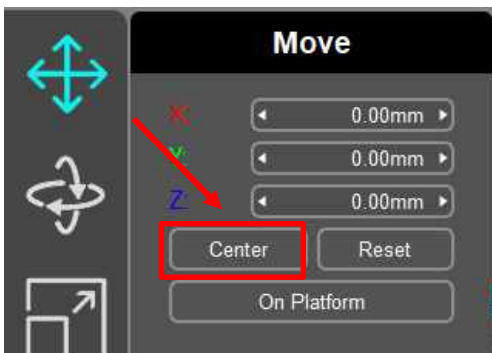 Move
X: 0.00mm
Y: 0.00mm
Z: 0.00mm
Center Reset
On Platform